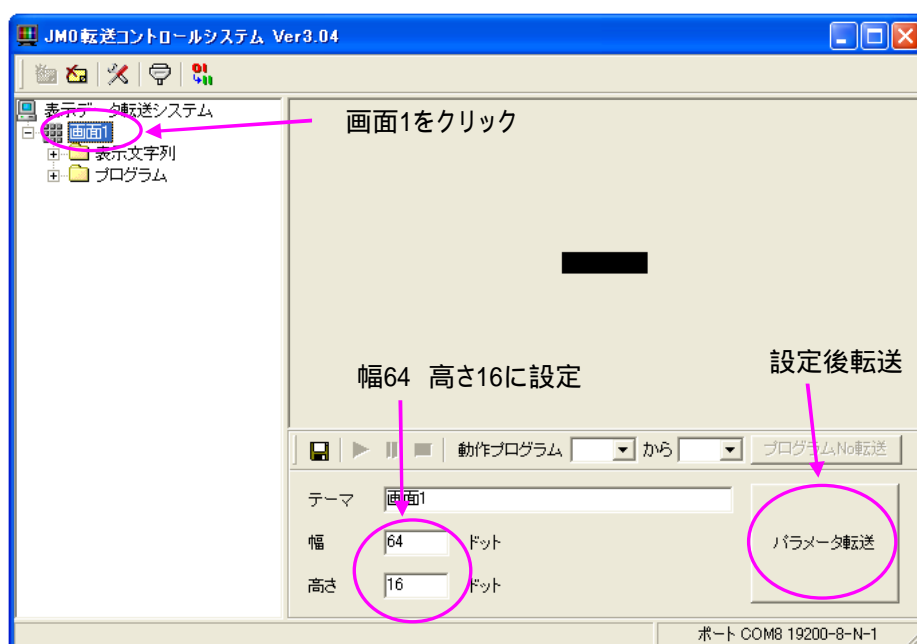 JM0転送コントロールシステム Ver3.04
表示データ転送システム
画面1
表示文字列
プログラム
画面1をクリック
幅64 高さ16に設定
設定後転送
動作プログラム から プログラムNo転送
テーマ 画面1
幅 64 ドット
高さ 16 ドット
パラメータ転送
ポート COM8 19200-8-N-1